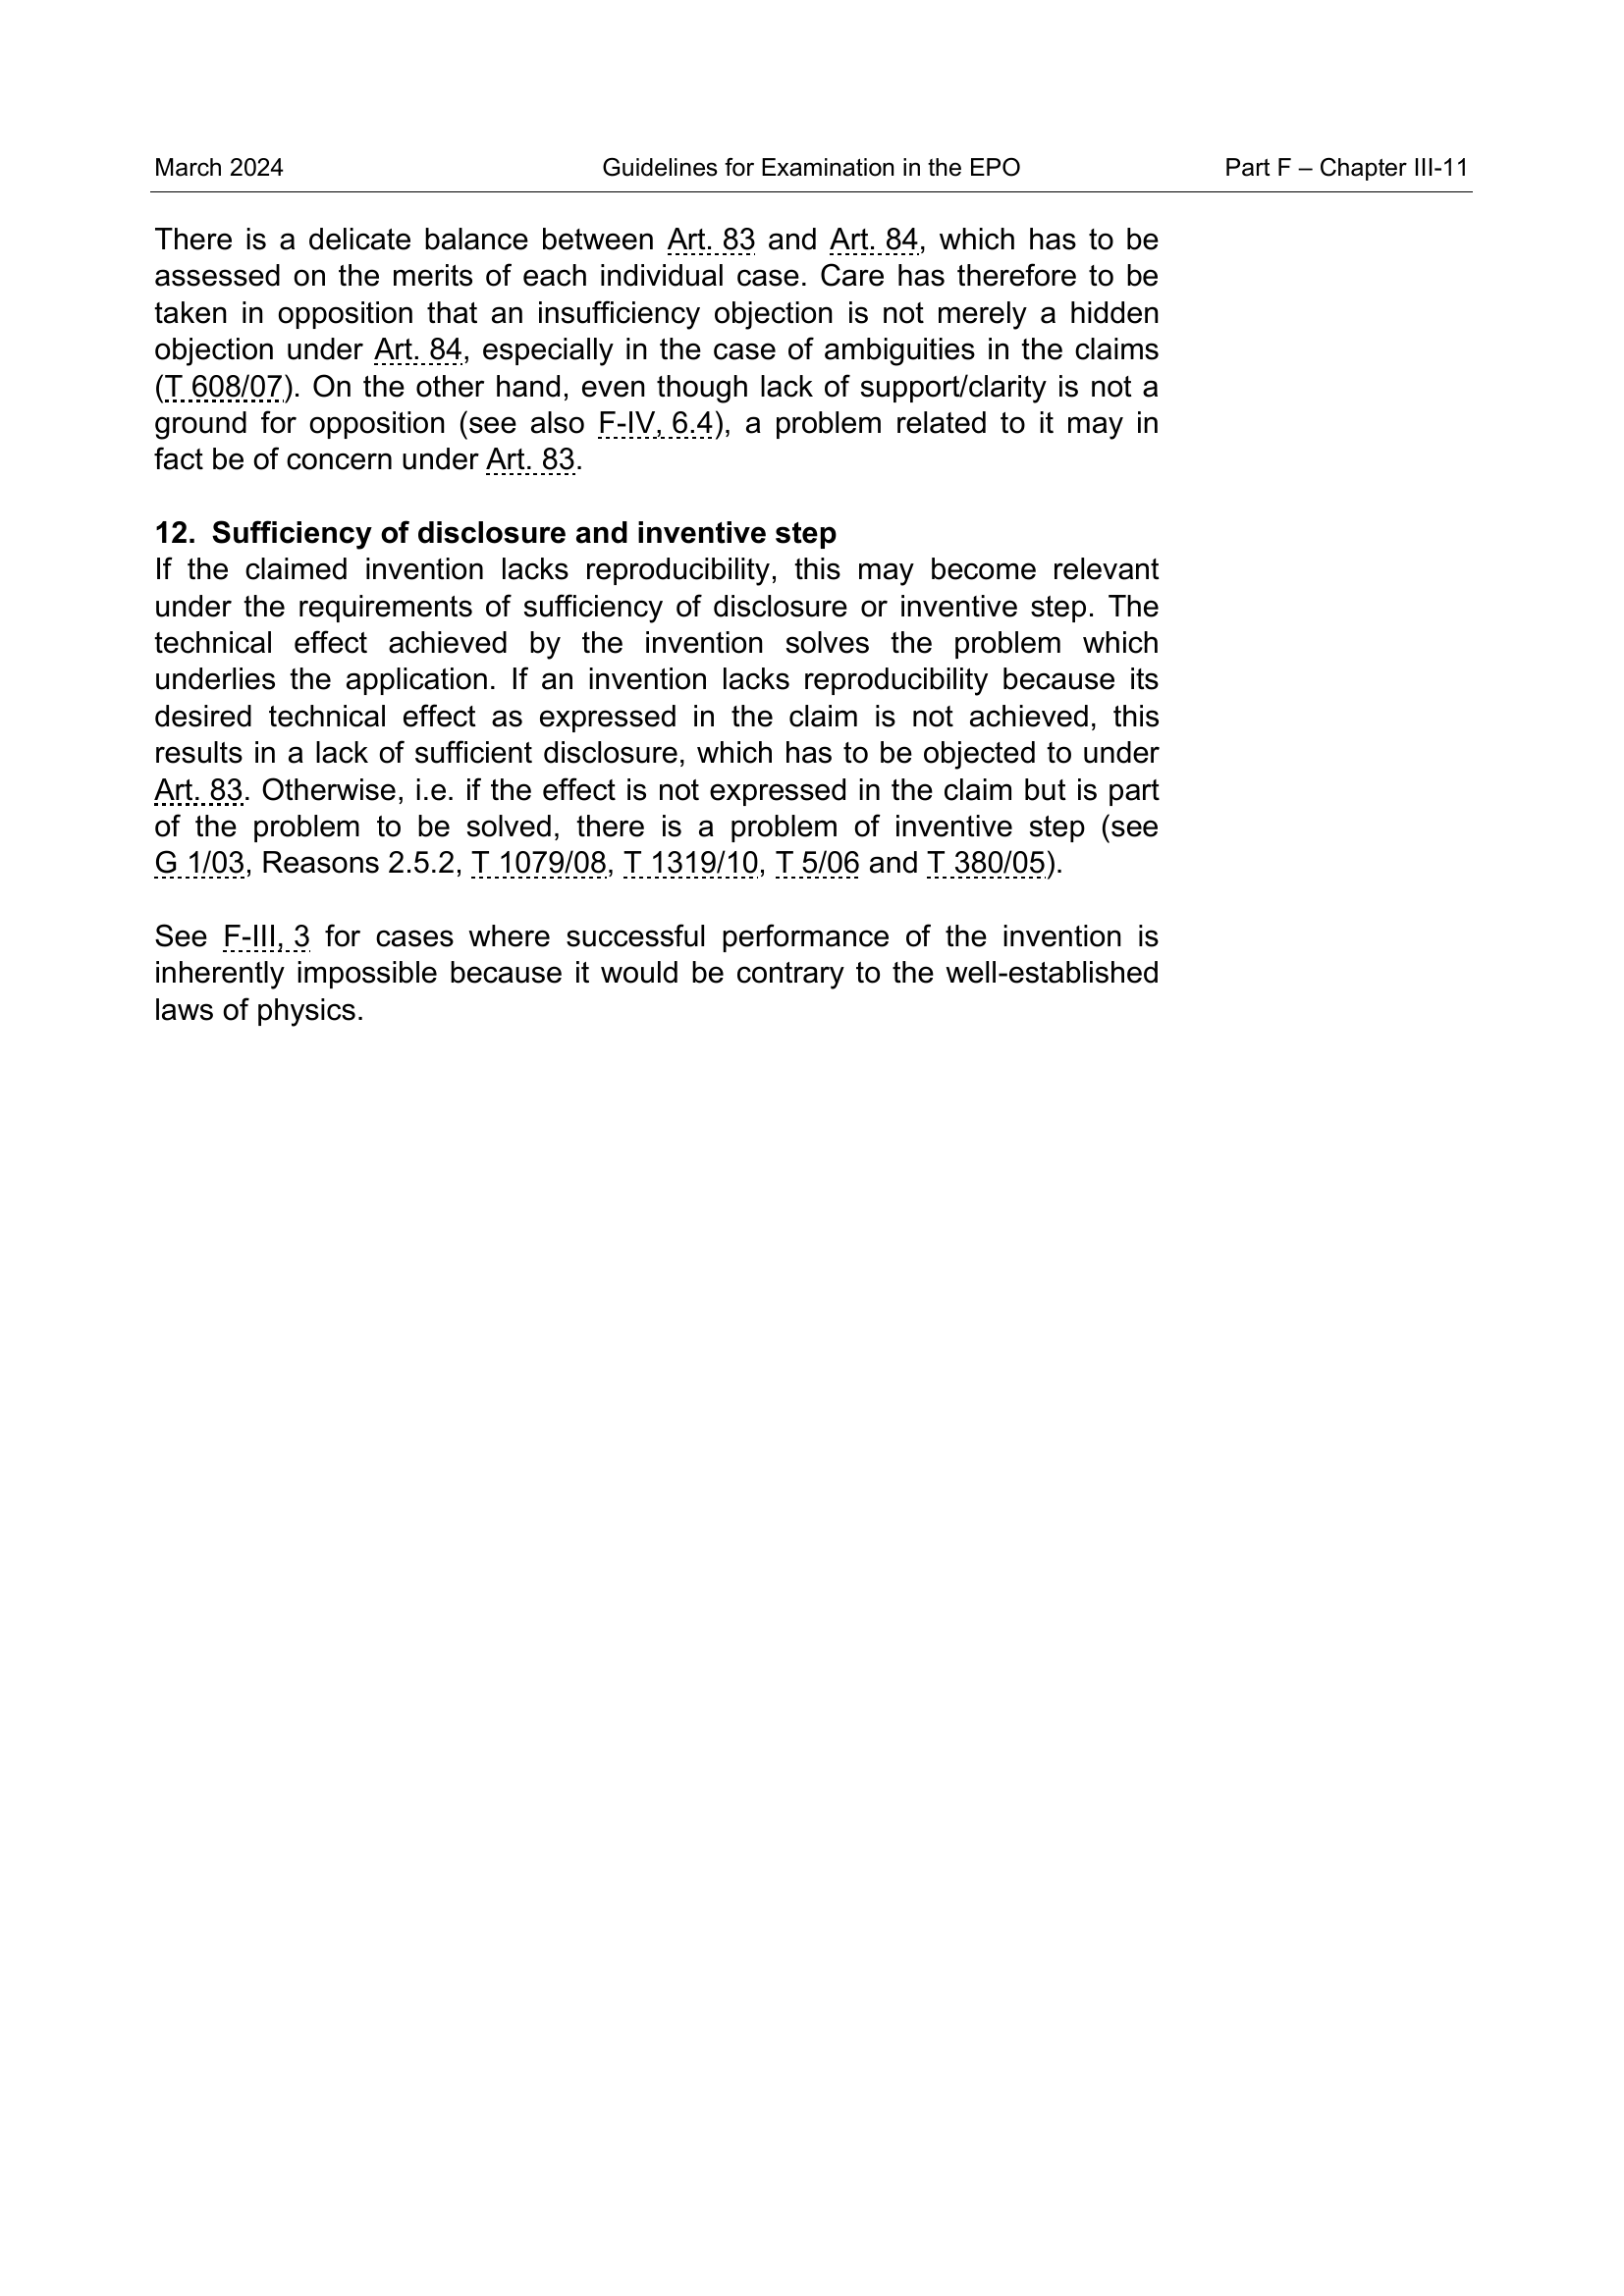 March 2024 Guidelines for Examination in the EPO Part F – Chapter III-11
There is a delicate balance between Art. 83 and Art. 84, which has to be
assessed on the merits of each individual case. Care has therefore to be
taken in opposition that an insufficiency objection is not merely a hidden
objection under Art. 84, especially in the case of ambiguities in the claims
(T 608/07). On the other hand, even though lack of support/clarity is not a
ground for opposition (see also F-IV, 6.4), a problem related to it may in
fact be of concern under Art. 83.
12. Sufficiency of disclosure and inventive step
If the claimed invention lacks reproducibility, this may become relevant
under the requirements of sufficiency of disclosure or inventive step. The
technical effect achieved by the invention solves the problem which
underlies the application. If an invention lacks reproducibility because its
desired technical effect as expressed in the claim is not achieved, this
results in a lack of sufficient disclosure, which has to be objected to under
Art. 83. Otherwise, i.e. if the effect is not expressed in the claim but is part
of the problem to be solved, there is a problem of inventive step (see
G 1/03, Reasons 2.5.2, T 1079/08, T 1319/10, T 5/06 and T 380/05).
See F-III, 3 for cases where successful performance of the invention is
inherently impossible because it would be contrary to the well-established
laws of physics.